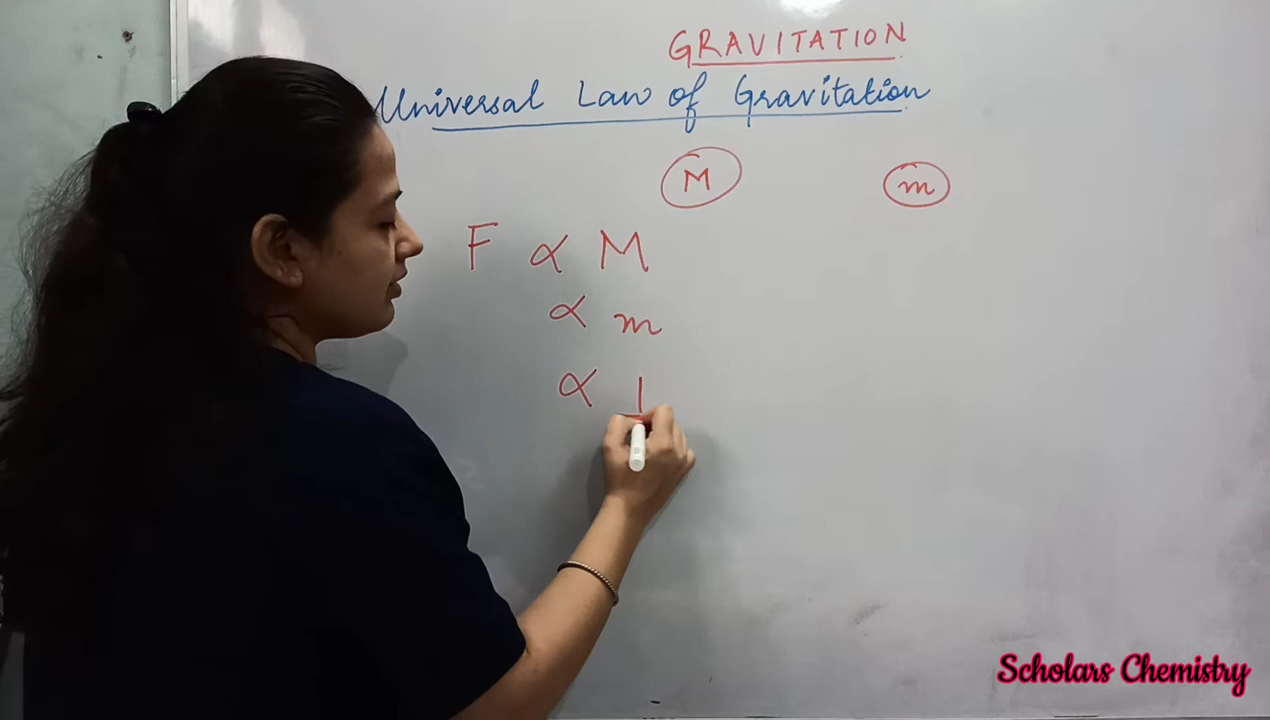 GRAVITATION
Universal Law of Gravitation
M m
F ∝ M
∝ m
∝ 1
Scholars Chemistry